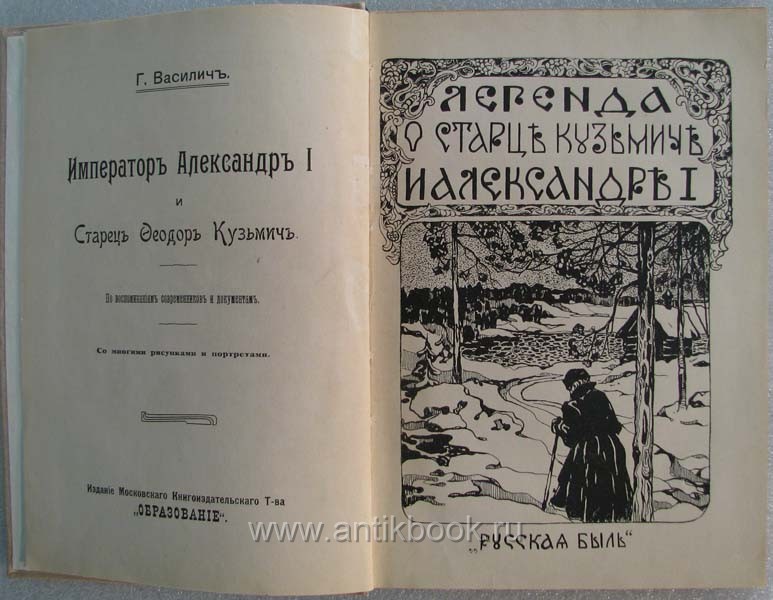 Г. Василичъ.
Императоръ Александръ I
и
Старецъ Ѳеодоръ Кузьмичъ.
По воспоминаніямъ современниковъ и документамъ.
Со многими рисунками и портретами.
Изданіе Московскаго Книгоиздательскаго Т-ва
„ОБРАЗОВАНІЕ“.
ЛЕГЕНДА
О СТАРЦѢ КУЗЬМИЧѢ
И АЛЕКСАНДРѢ I
„РУССКАЯ БЫЛЬ“
www.antikbook.ru